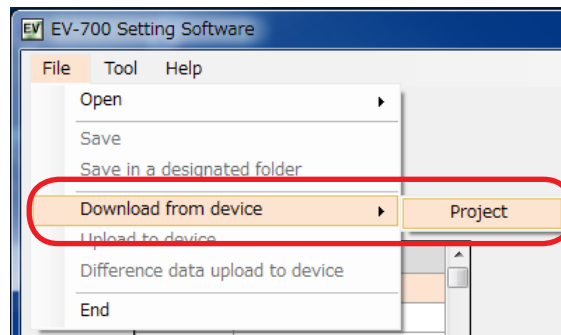 EV EV-700 Setting Software
File Tool Help
Open
Save
Save in a designated folder
Download from device
Project
Upload to device
Difference data upload to device
End